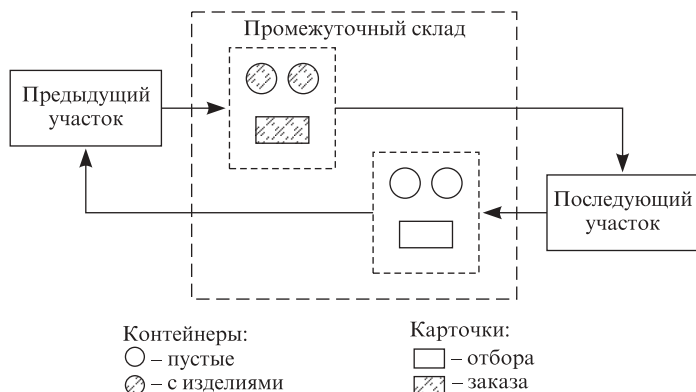 Промежуточный склад
Предыдущий
участок
Последующий
участок
Контейнеры:
– пустые
– с изделиями
Карточки:
– отбора
– заказа